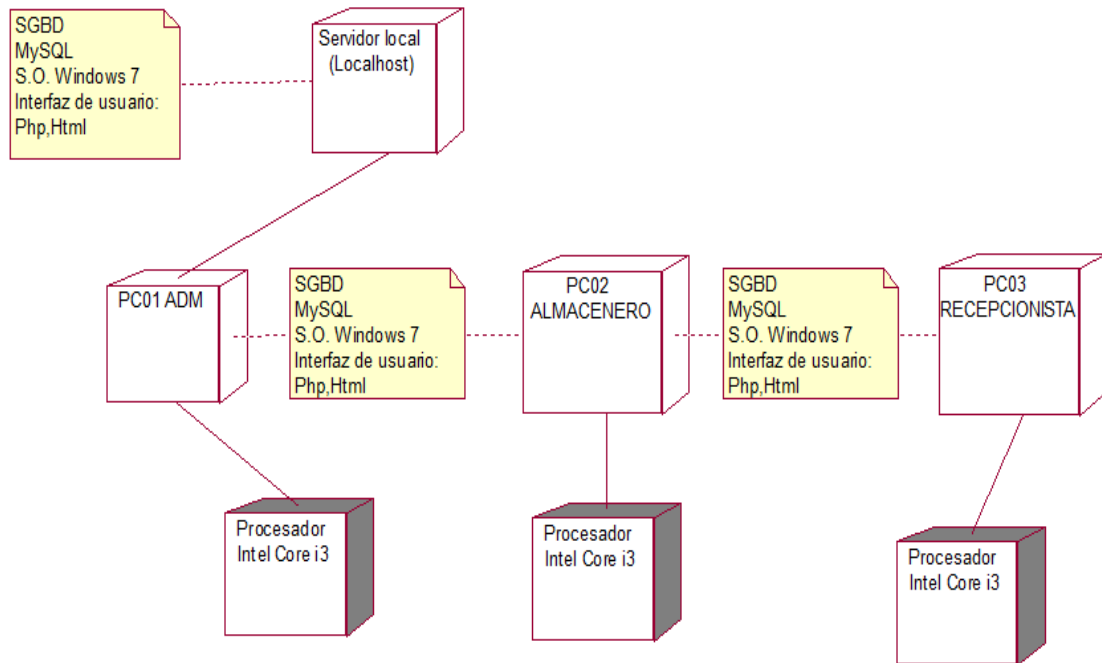 SGBD
MySQL
S.O. Windows 7
Interfaz de usuario:
Php,Html
Servidor local
(Localhost)
PC01 ADM
SGBD
MySQL
S.O. Windows 7
Interfaz de usuario:
Php,Html
PC02
ALMACENERO
SGBD
MySQL
S.O. Windows 7
Interfaz de usuario:
Php,Html
PC03
RECEPCIONISTA
Procesador
Intel Core i3
Procesador
Intel Core i3
Procesador
Intel Core i3